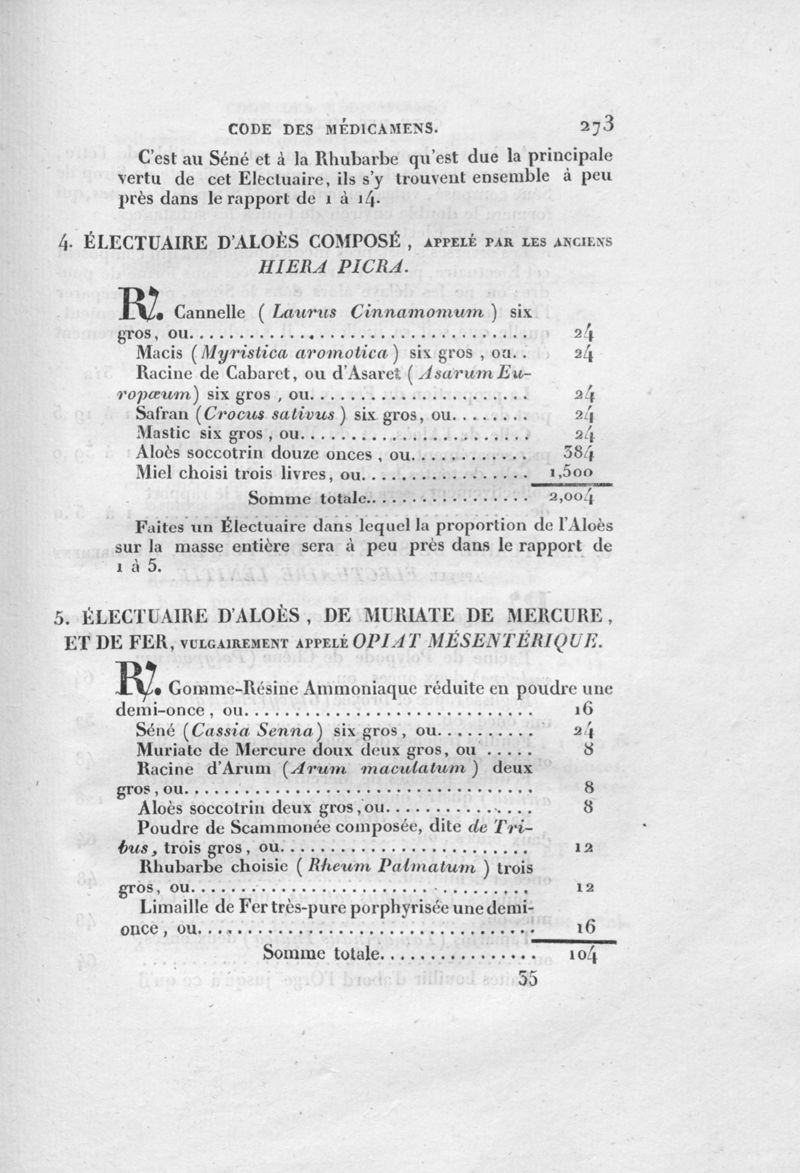 CODE DES MÉDICAMENS. 273
C'est au Séné et à la Rhubarbe qu'est due la principale
vertu de cet Electuaire, ils s'y trouvent ensemble à peu
près dans le rapport de 1 à 14.
4. ÉLECTUAIRE D'ALOÈS COMPOSÉ, APPELÉ PAR LES ANCIENS
HIERA PICRA.
R/. Cannelle ( Laurus Cinnamomum ) six
gros, ou................................... 24
Macis (Myristica aromotica) six gros, ou.. 24
Racine de Cabaret, ou d'Asaret (Asarum Eu-
ropæum) six gros, ou...................... 24
Safran (Crocus sativus) six gros, ou........ 24
Mastic six gros, ou........................ 24
Aloès soccotrin douze onces, ou............ 384
Miel choisi trois livres, ou................. 1,500
Somme totale................. 2,004
Faites un Électuaire dans lequel la proportion de l'Aloès
sur la masse entière sera à peu près dans le rapport de
1 à 5.
5. ÉLECTUAIRE D'ALOÈS, DE MURIATE DE MERCURE,
ET DE FER, VULGAIREMENT APPELÉ OPIAT MÉSENTÉRIQUE.
R/. Gomme-Résine Ammoniaque réduite en poudre une
demi-once, ou............................. 16
Séné (Cassia Senna) six gros, ou.......... 24
Muriate de Mercure doux deux gros, ou ..... 8
Racine d'Arum (Arum maculatum) deux
gros, ou................................... 8
Aloès soccotrin deux gros, ou............... 8
Poudre de Scammonée composée, dite de Tri-
bus, trois gros, ou......................... 12
Rhubarbe choisie ( Rheum Palmatum ) trois
gros, ou.................................. 12
Limaille de Fer très-pure porphyrisée une demi-
once, ou.................................. 16
Somme totale................ 104
35